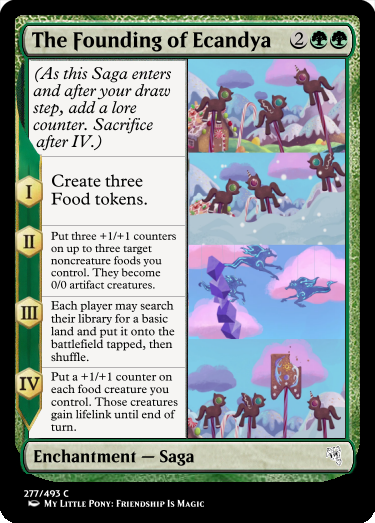 The Founding of Ecandya 2
(As this Saga enters
and after your draw
step, add a lore
counter. Sacrifice
after IV.)
I
Create three
Food tokens.
II
Put three +1/+1 counters
on up to three target
noncreature foods you
control. They become
0/0 artifact creatures.
III
Each player may search
their library for a basic
land and put it onto the
battlefield tapped, then
shuffle.
IV
Put a +1/+1 counter on
each food creature you
control. Those creatures
gain lifelink until end of
turn.
Enchantment — Saga
277/493 C
My Little Pony: Friendship Is Magic